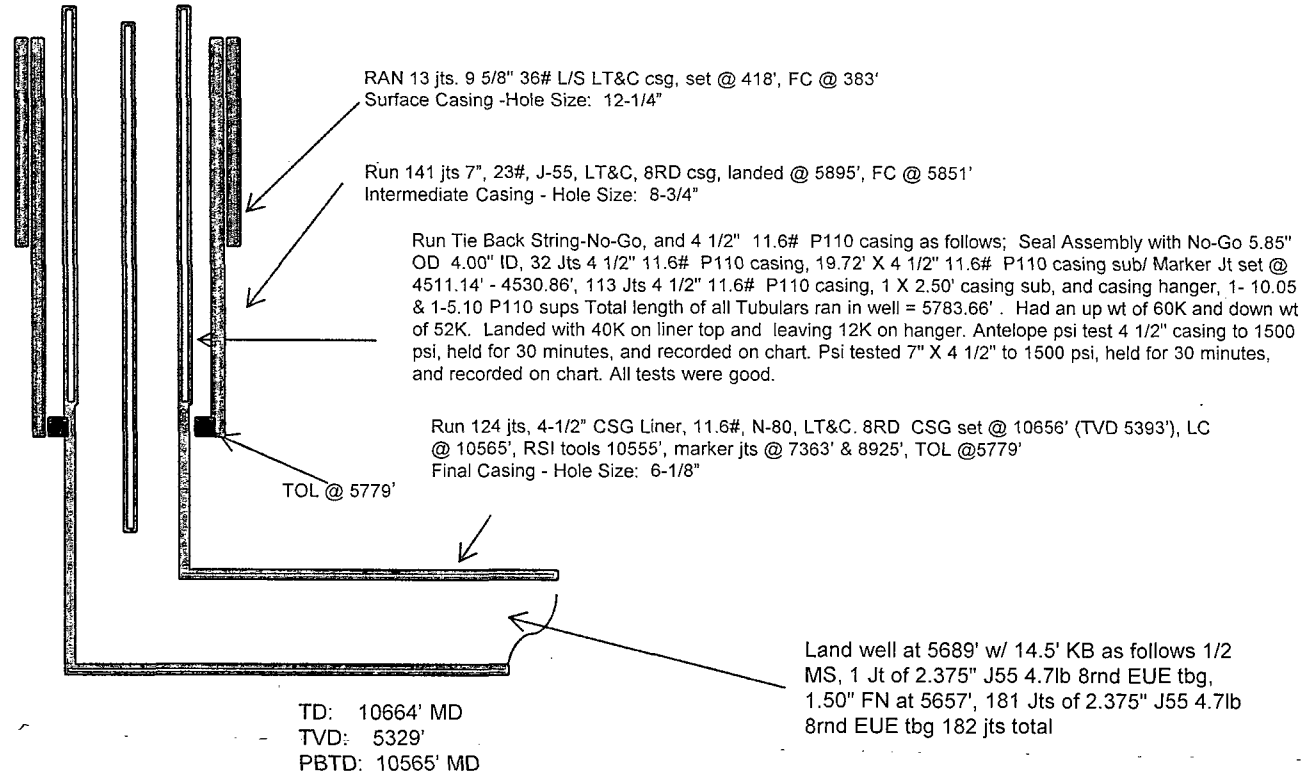 RAN 13 jts. 9 5/8" 36# L/S LT&C csg, set @ 418', FC @ 383'
Surface Casing -Hole Size: 12-1/4"
Run 141 jts 7", 23#, J-55, LT&C, 8RD csg, landed @ 5895', FC @ 5851'
Intermediate Casing - Hole Size: 8-3/4"
Run Tie Back String-No-Go, and 4 1/2" 11.6# P110 casing as follows; Seal Assembly with No-Go 5.85"
OD 4.00" ID, 32 Jts 4 1/2" 11.6# P110 casing, 19.72' X 4 1/2" 11.6# P110 casing sub/ Marker Jt set @
4511.14' - 4530.86', 113 Jts 4 1/2" 11.6# P110 casing, 1 X 2.50' casing sub, and casing hanger, 1- 10.05
& 1-5.10 P110 sups Total length of all Tubulars ran in well = 5783.66' . Had an up wt of 60K and down wt
of 52K. Landed with 40K on liner top and leaving 12K on hanger. Antelope psi test 4 1/2" casing to 1500
psi, held for 30 minutes, and recorded on chart. Psi tested 7" X 4 1/2" to 1500 psi, held for 30 minutes,
and recorded on chart. All tests were good.
Run 124 jts, 4-1/2" CSG Liner, 11.6#, N-80, LT&C. 8RD CSG set @ 10656' (TVD 5393'), LC
@ 10565', RSI tools 10555', marker jts @ 7363' & 8925', TOL @5779'
Final Casing - Hole Size: 6-1/8"
TOL @ 5779'
Land well at 5689' w/ 14.5' KB as follows 1/2
MS, 1 Jt of 2.375" J55 4.7lb 8rnd EUE tbg,
1.50" FN at 5657', 181 Jts of 2.375" J55 4.7lb
8rnd EUE tbg 182 jts total
TD: 10664' MD
TVD: 5329'
PBTD: 10565' MD